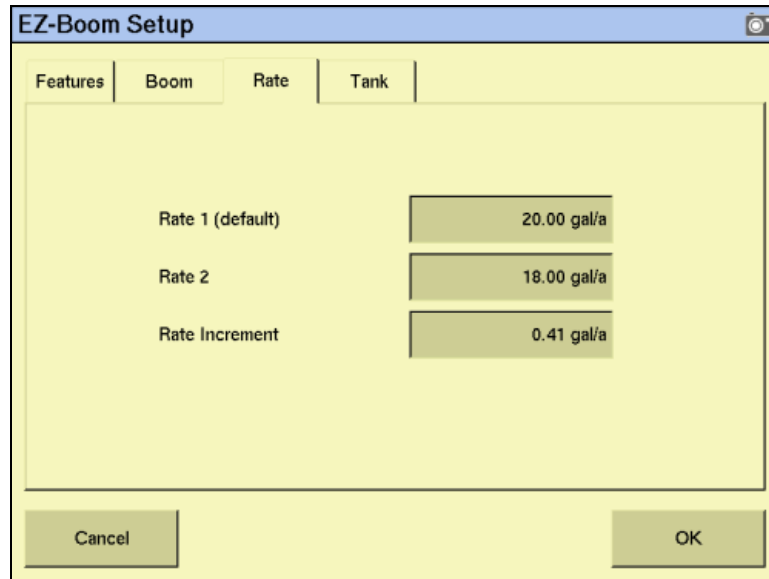 EZ-Boom Setup
Features Boom Rate Tank
Rate 1 (default) 20.00 gal/a
Rate 2 18.00 gal/a
Rate Increment 0.41 gal/a
Cancel OK